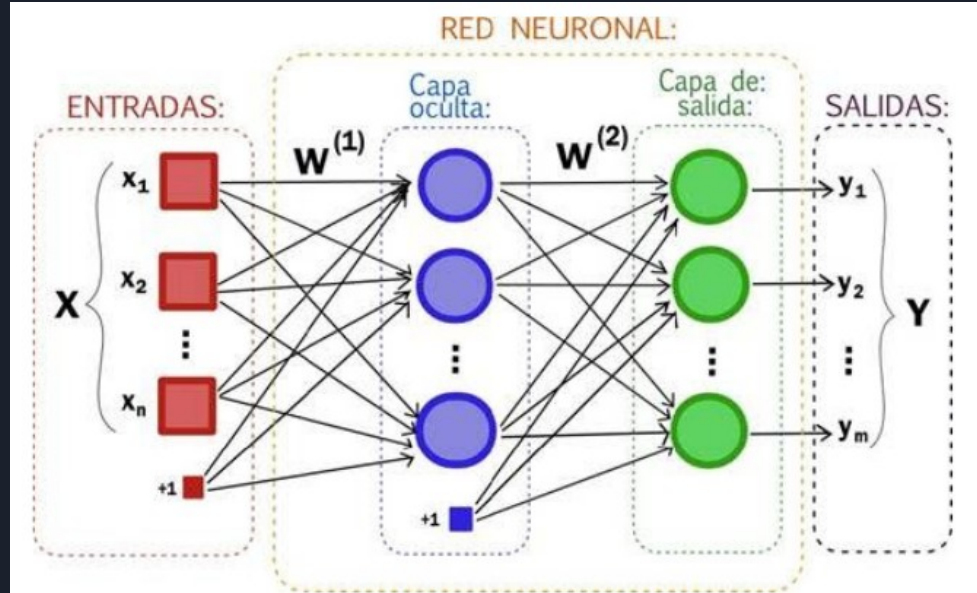 RED NEURONAL:
ENTRADAS:
Capa
oculta:
Capa de:
salida:
SALIDAS:
W(1)
W(2)
X
x1
x2
⋮
xn
+1
⋮
+1
⋮
y1
y2
⋮
ym
Y